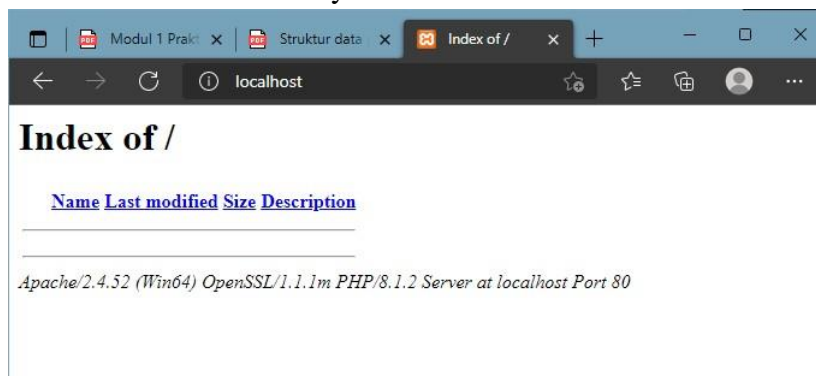 Modul 1 Prakt
Struktur data
Index of /
localhost
Index of /
Name Last modified Size Description
Apache/2.4.52 (Win64) OpenSSL/1.1.1m PHP/8.1.2 Server at localhost Port 80